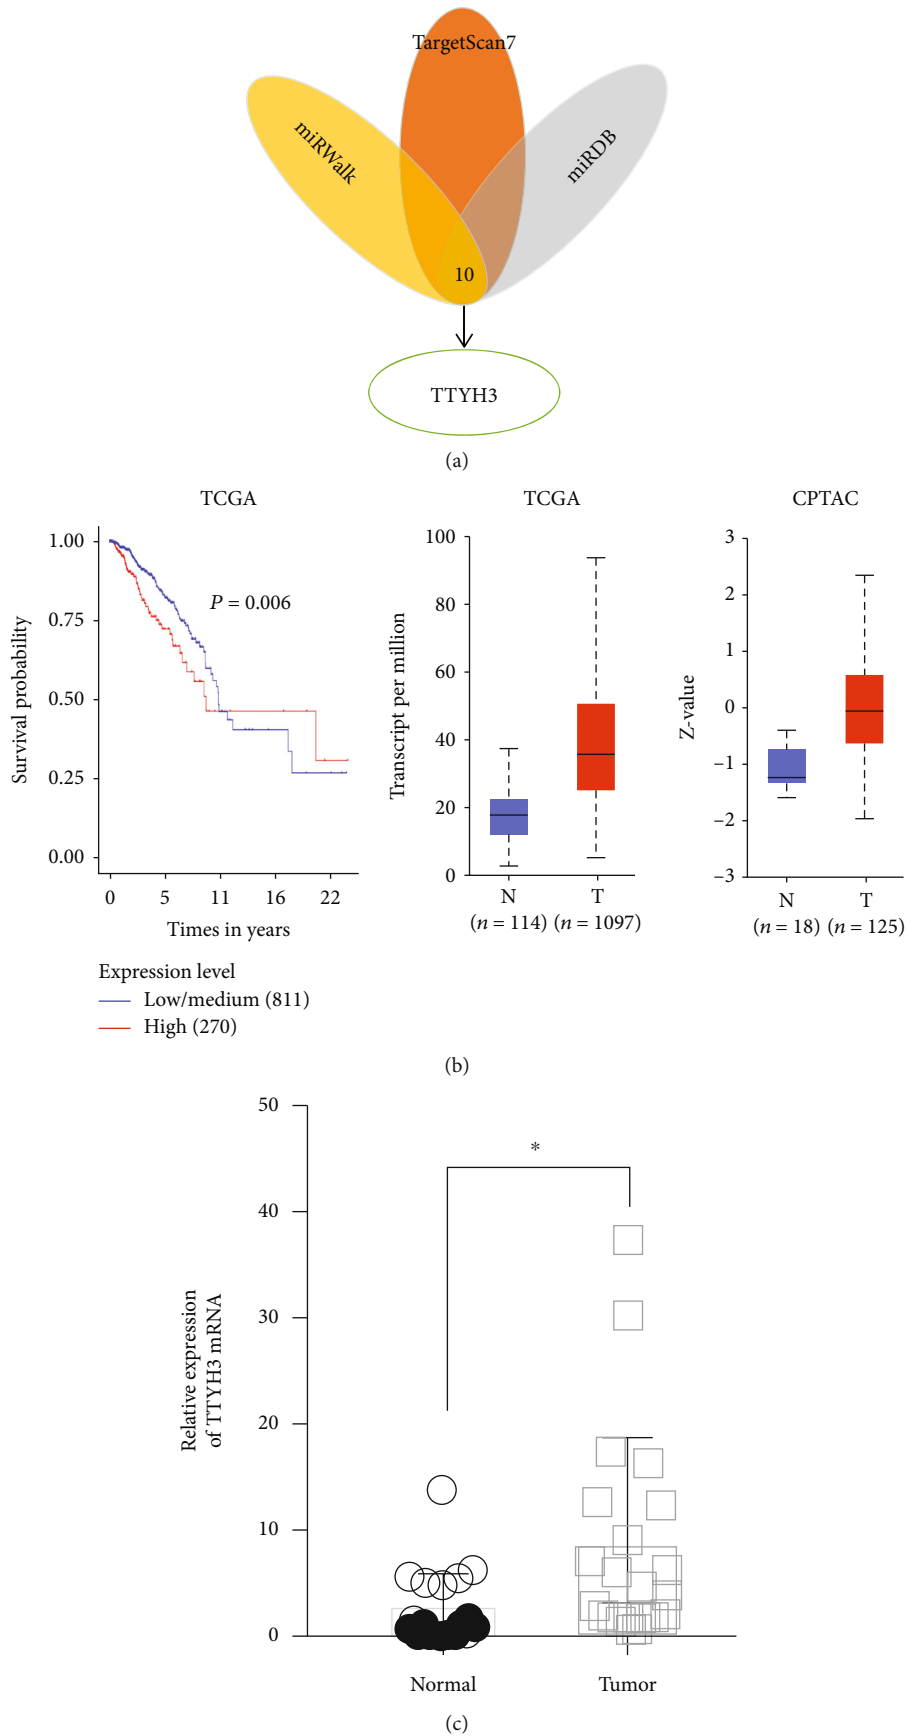 TargetScan7
miRWalk
miRDB
10
TTYH3
(a)
TCGA
Survival probability
1.00
0.75
0.50
0.25
0.00
P = 0.006
0 5 11 16 22
Times in years
Expression level
Low/medium (811)
High (270)
TCGA
Transcript per million
100
80
60
40
20
0
N T
(n = 114) (n = 1097)
CPTAC
Z-value
3
2
1
0
–1
–2
–3
N T
(n = 18) (n = 125)
(b)
Relative expression
of TTYH3 mRNA
50
40
30
20
10
0
*
Normal Tumor
(c)